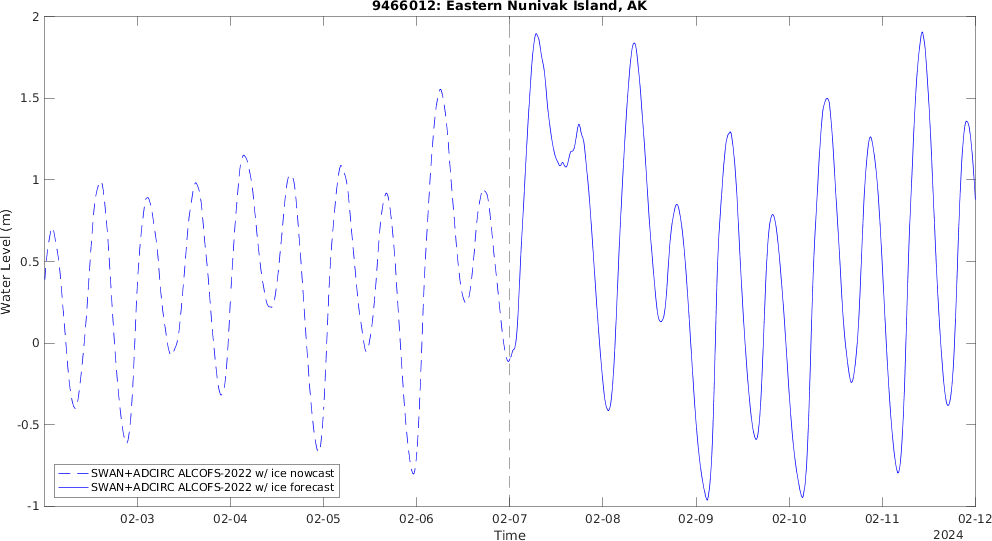 9466012: Eastern Nunivak Island, AK
Water Level (m)
2
1.5
1
0.5
0
-0.5
-1
SWAN+ADCIRC ALCOFS-2022 w/ ice nowcast
SWAN+ADCIRC ALCOFS-2022 w/ ice forecast
02-03 02-04 02-05 02-06 02-07 02-08 02-09 02-10 02-11 02-12
Time
2024